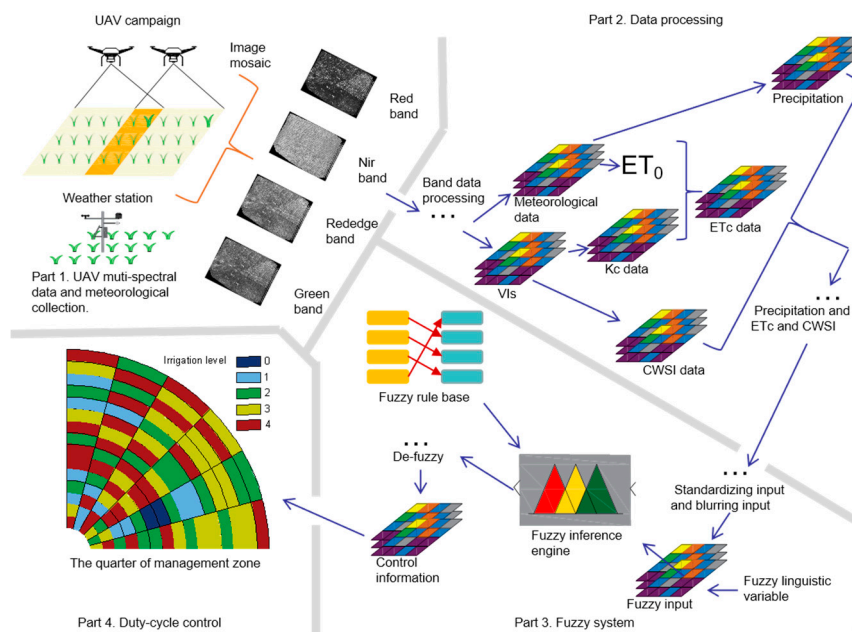 UAV campaign
Image
mosaic
Red
band
Nir
band
Rededge
band
Green
band
Weather station
Part 1. UAV muti-spectral
data and meteorological
collection.
Part 2. Data processing
Band data
processing
...
Meteorological
data
ET0
Precipitation
VIs
Kc data
ETc data
CWSI data
...
Precipitation and
ETc and CWSI
...
Standardizing input
and blurring input
Fuzzy input
Fuzzy linguistic
variable
Fuzzy rule base
Fuzzy inference
engine
...
De-fuzzy
Control
information
Part 3. Fuzzy system
Irrigation level
0
1
2
3
4
The quarter of management zone
Part 4. Duty-cycle control